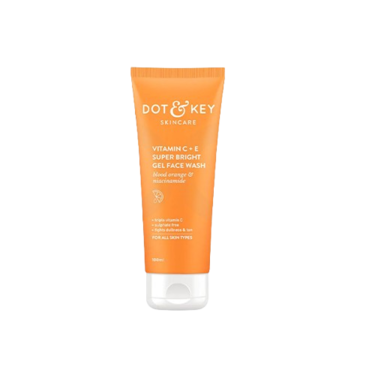 DOT & KEY
SKINCARE
VITAMIN C + E
SUPER BRIGHT
GEL FACE WASH
blood orange &
niacinamide
FOR ALL SKIN TYPES